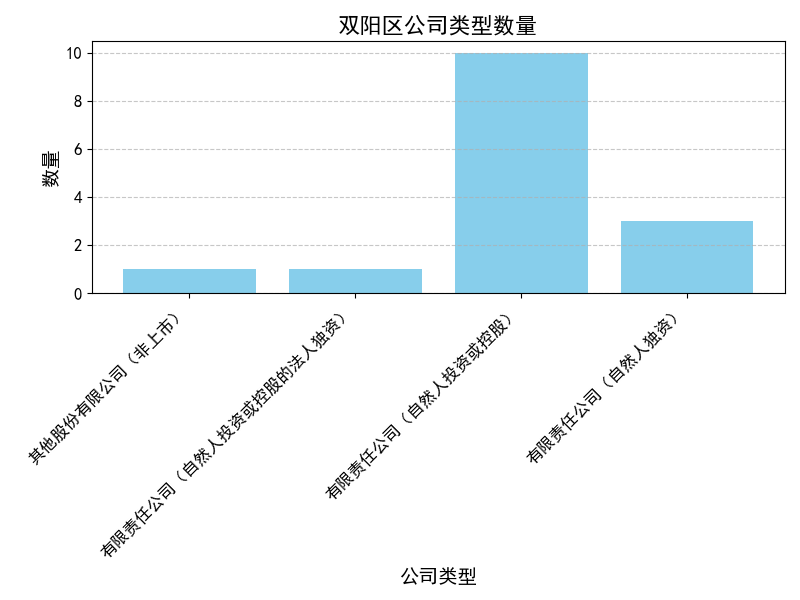 双阳区公司类型数量
数量
10
8
6
4
2
0
其他股份有限公司（非上市）
有限责任公司（自然人投资或控股的法人独资）
有限责任公司（自然人投资或控股）
有限责任公司（自然人独资）
公司类型